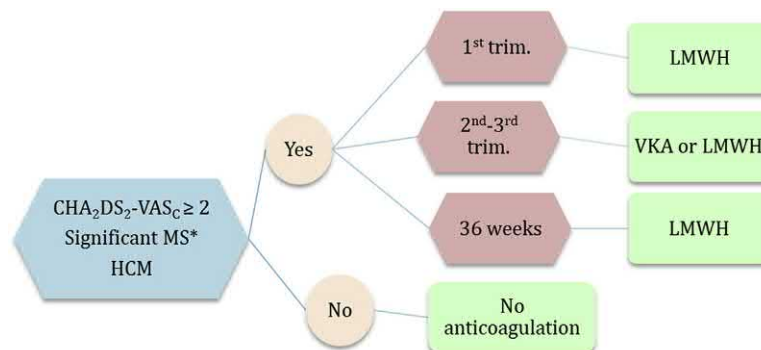 1st trim.
LMWH
2nd-3rd
trim.
VKA or LMWH
Yes
CHA₂DS₂-VASC ≥ 2
Significant MS*
HCM
36 weeks
LMWH
No
No
anticoagulation